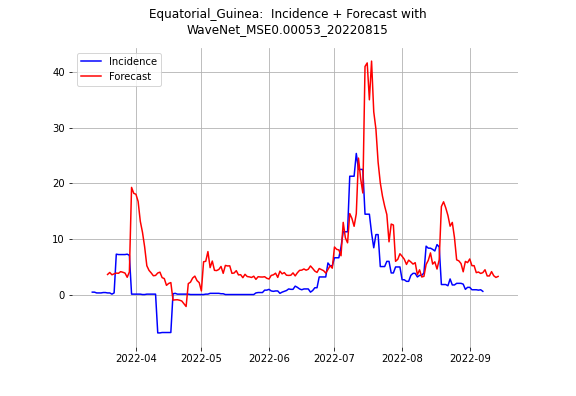 Equatorial_Guinea:  Incidence + Forecast with
WaveNet_MSE0.00053_20220815
Incidence
Forecast
40
30
20
10
0
2022-04
2022-05
2022-06
2022-07
2022-08
2022-09